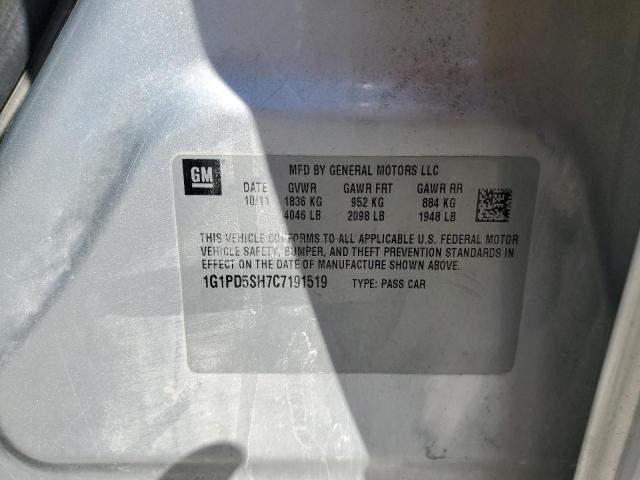 GM
MFD BY GENERAL MOTORS LLC
DATE GVWR GAWR FRT GAWR RR
10/11 1836 KG 952 KG 884 KG
4046 LB 2098 LB 1948 LB
THIS VEHICLE CONFORMS TO ALL APPLICABLE U.S. FEDERAL MOTOR
VEHICLE SAFETY, BUMPER, AND THEFT PREVENTION STANDARDS IN
EFFECT ON THE DATE OF MANUFACTURE SHOWN ABOVE.
1G1PD5SH7C7191519 TYPE: PASS CAR